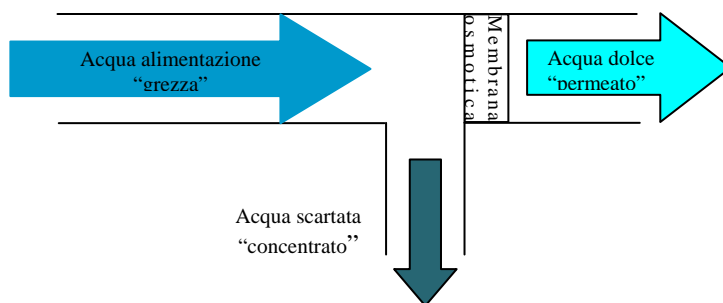 Acqua alimentazione
“grezza”
Membrana
osmotica
Acqua dolce
“permeato”
Acqua scartata
“concentrato”